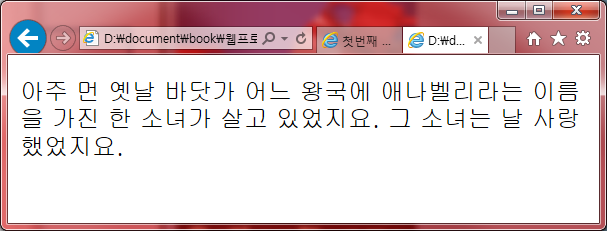 D:₩document₩book₩웹프로
첫번째 ...
D:₩d...
아주 먼 옛날 바닷가 어느 왕국에 애나벨리라는 이름
을 가진 한 소녀가 살고 있었지요. 그 소녀는 날 사랑
했었지요.